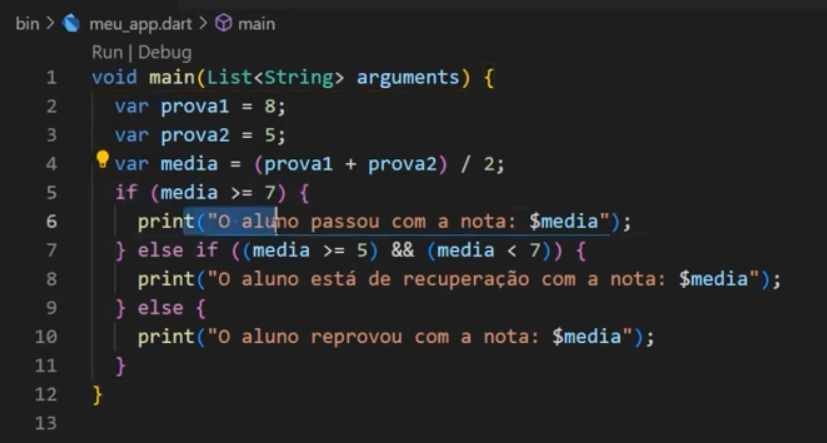 bin > meu_app.dart > main
Run | Debug
1 void main(List<String> arguments) {
2 var prova1 = 8;
3 var prova2 = 5;
4 var media = (prova1 + prova2) / 2;
5 if (media >= 7) {
6 print("O aluno passou com a nota: $media");
7 } else if ((media >= 5) && (media < 7)) {
8 print("O aluno está de recuperação com a nota: $media");
9 } else {
10 print("O aluno reprovou com a nota: $media");
11 }
12 }
13